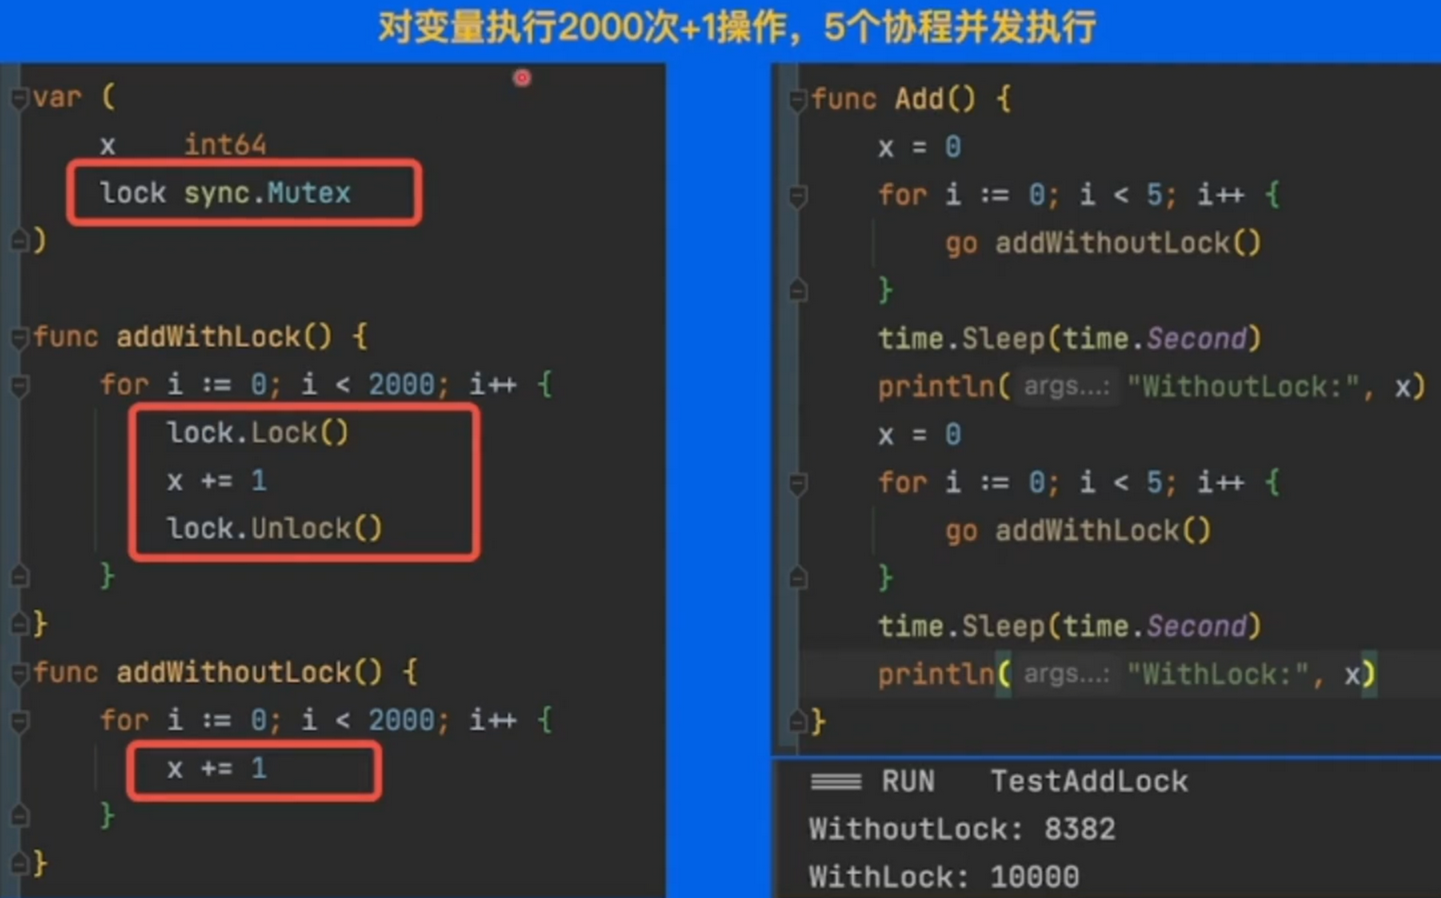 对变量执行2000次+1操作，5个协程并发执行
var (
x int64
lock sync.Mutex
)
func addWithLock() {
for i := 0; i < 2000; i++ {
lock.Lock()
x += 1
lock.Unlock()
}
}
func addWithoutLock() {
for i := 0; i < 2000; i++ {
x += 1
}
}
func Add() {
x = 0
for i := 0; i < 5; i++ {
go addWithoutLock()
}
time.Sleep(time.Second)
println( args...: "WithoutLock:", x)
x = 0
for i := 0; i < 5; i++ {
go addWithLock()
}
time.Sleep(time.Second)
println( args...: "WithLock:", x)
}
=== RUN TestAddLock
WithoutLock: 8382
WithLock: 10000